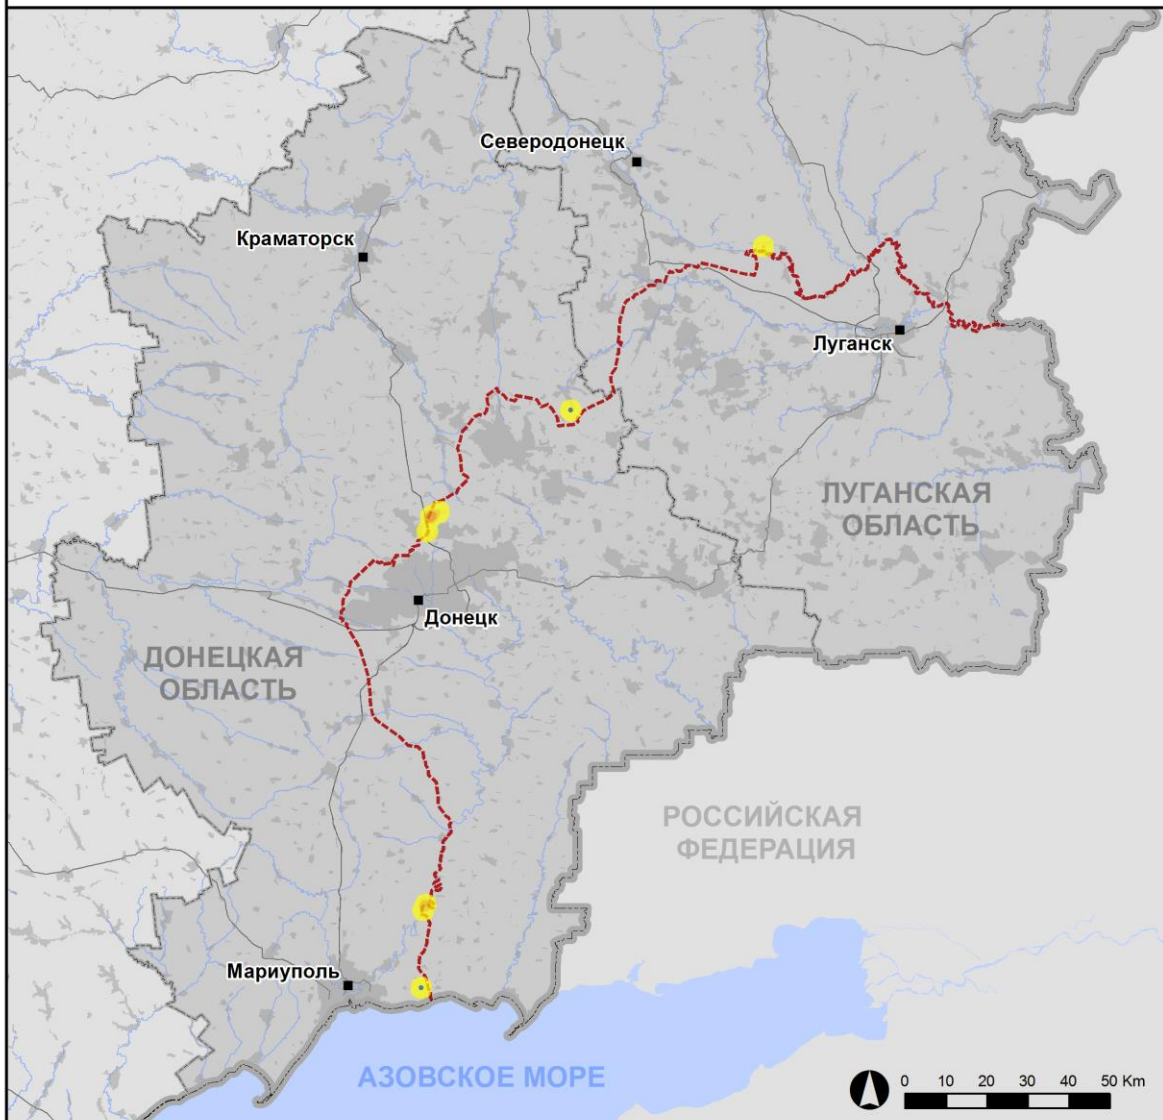 Северодонецк
Краматорск
Луганск
ЛУГАНСКАЯ
ОБЛАСТЬ
Донецк
ДОНЕЦКАЯ
ОБЛАСТЬ
РОССИЙСКАЯ
ФЕДЕРАЦИЯ
Мариуполь
АЗОВСКОЕ МОРЕ
0 10 20 30 40 50 Km